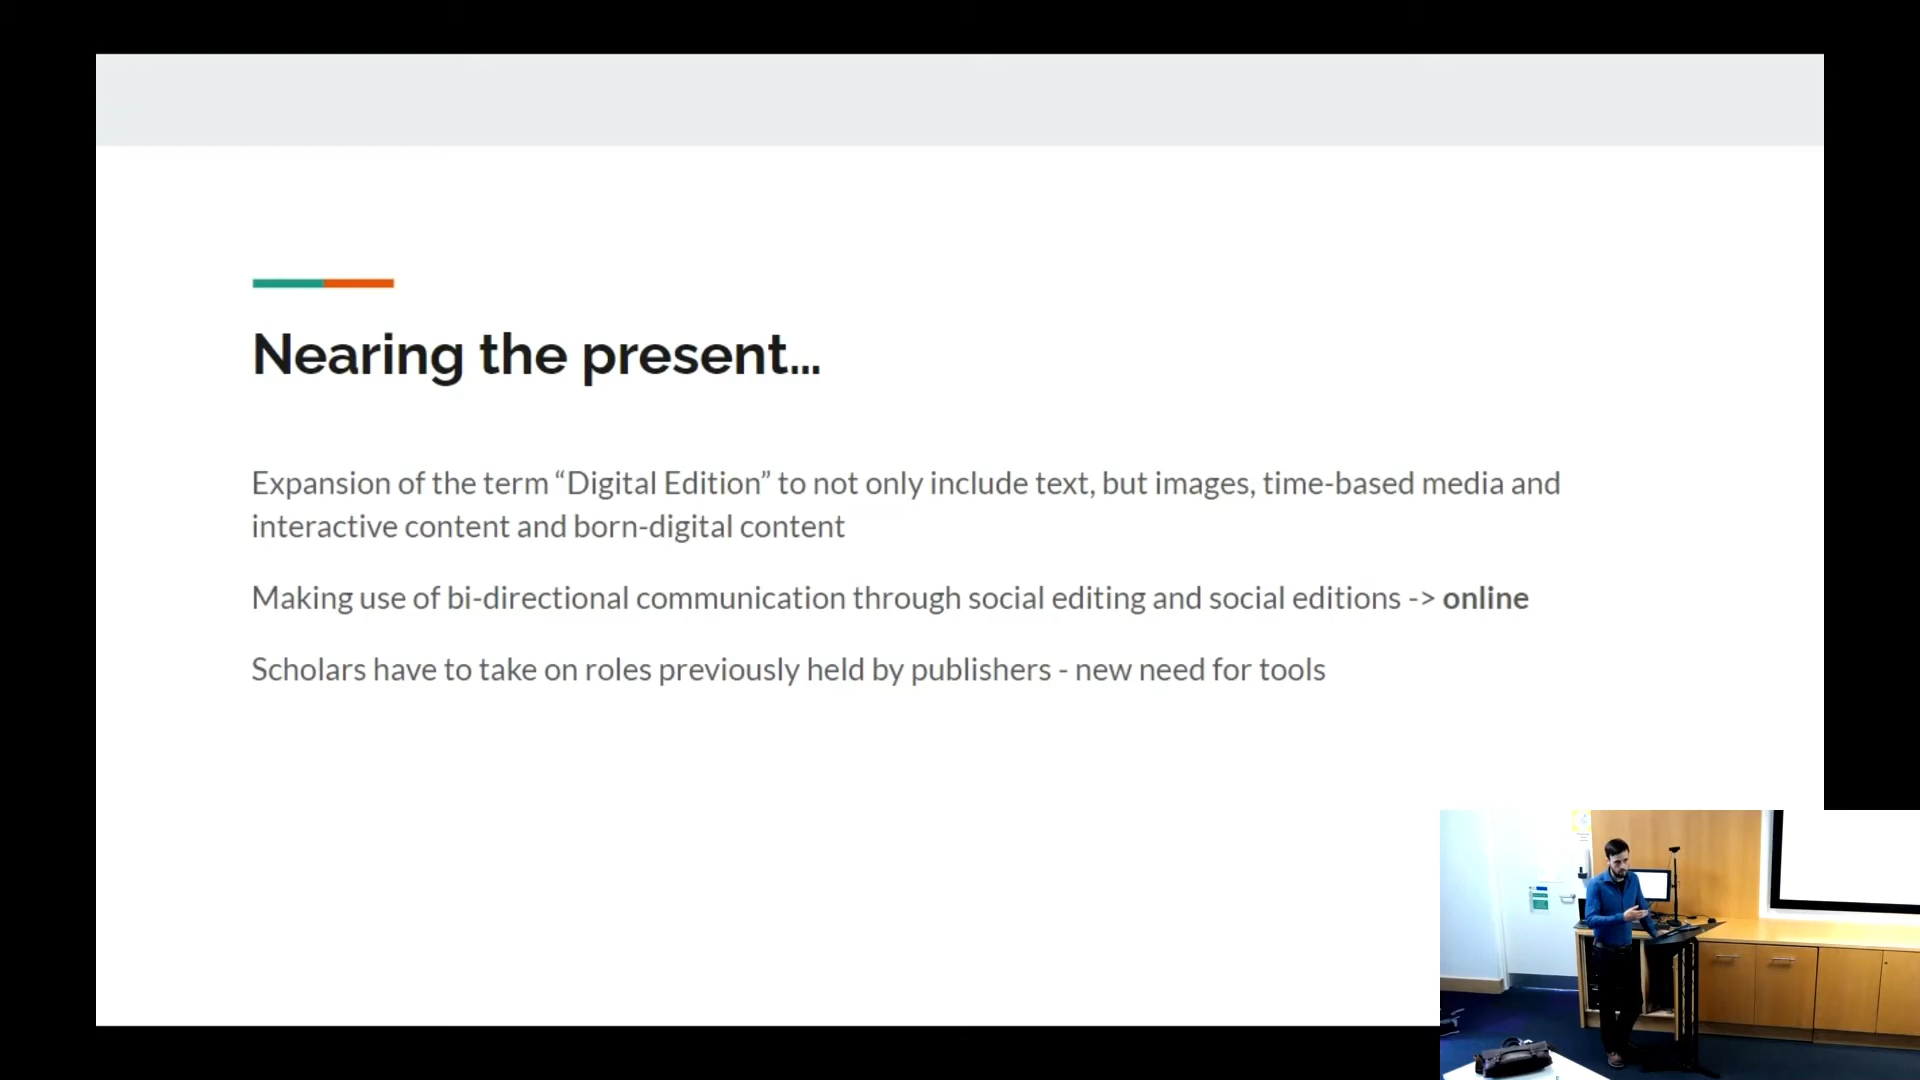 Nearing the present...
Expansion of the term “Digital Edition” to not only include text, but images, time-based media and
interactive content and born-digital content
Making use of bi-directional communication through social editing and social editions -> online
Scholars have to take on roles previously held by publishers - new need for tools